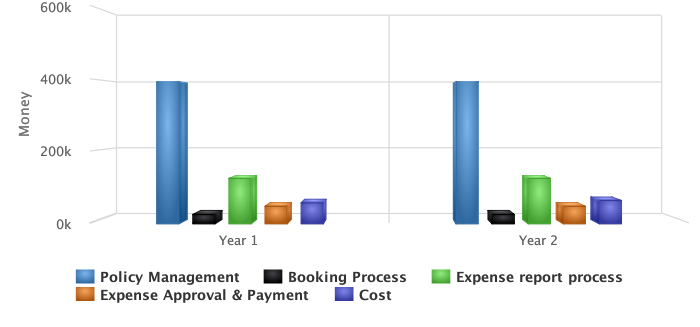 600k
400k
200k
0k
Money
Year 1
Year 2
Policy Management
Booking Process
Expense report process
Expense Approval & Payment
Cost